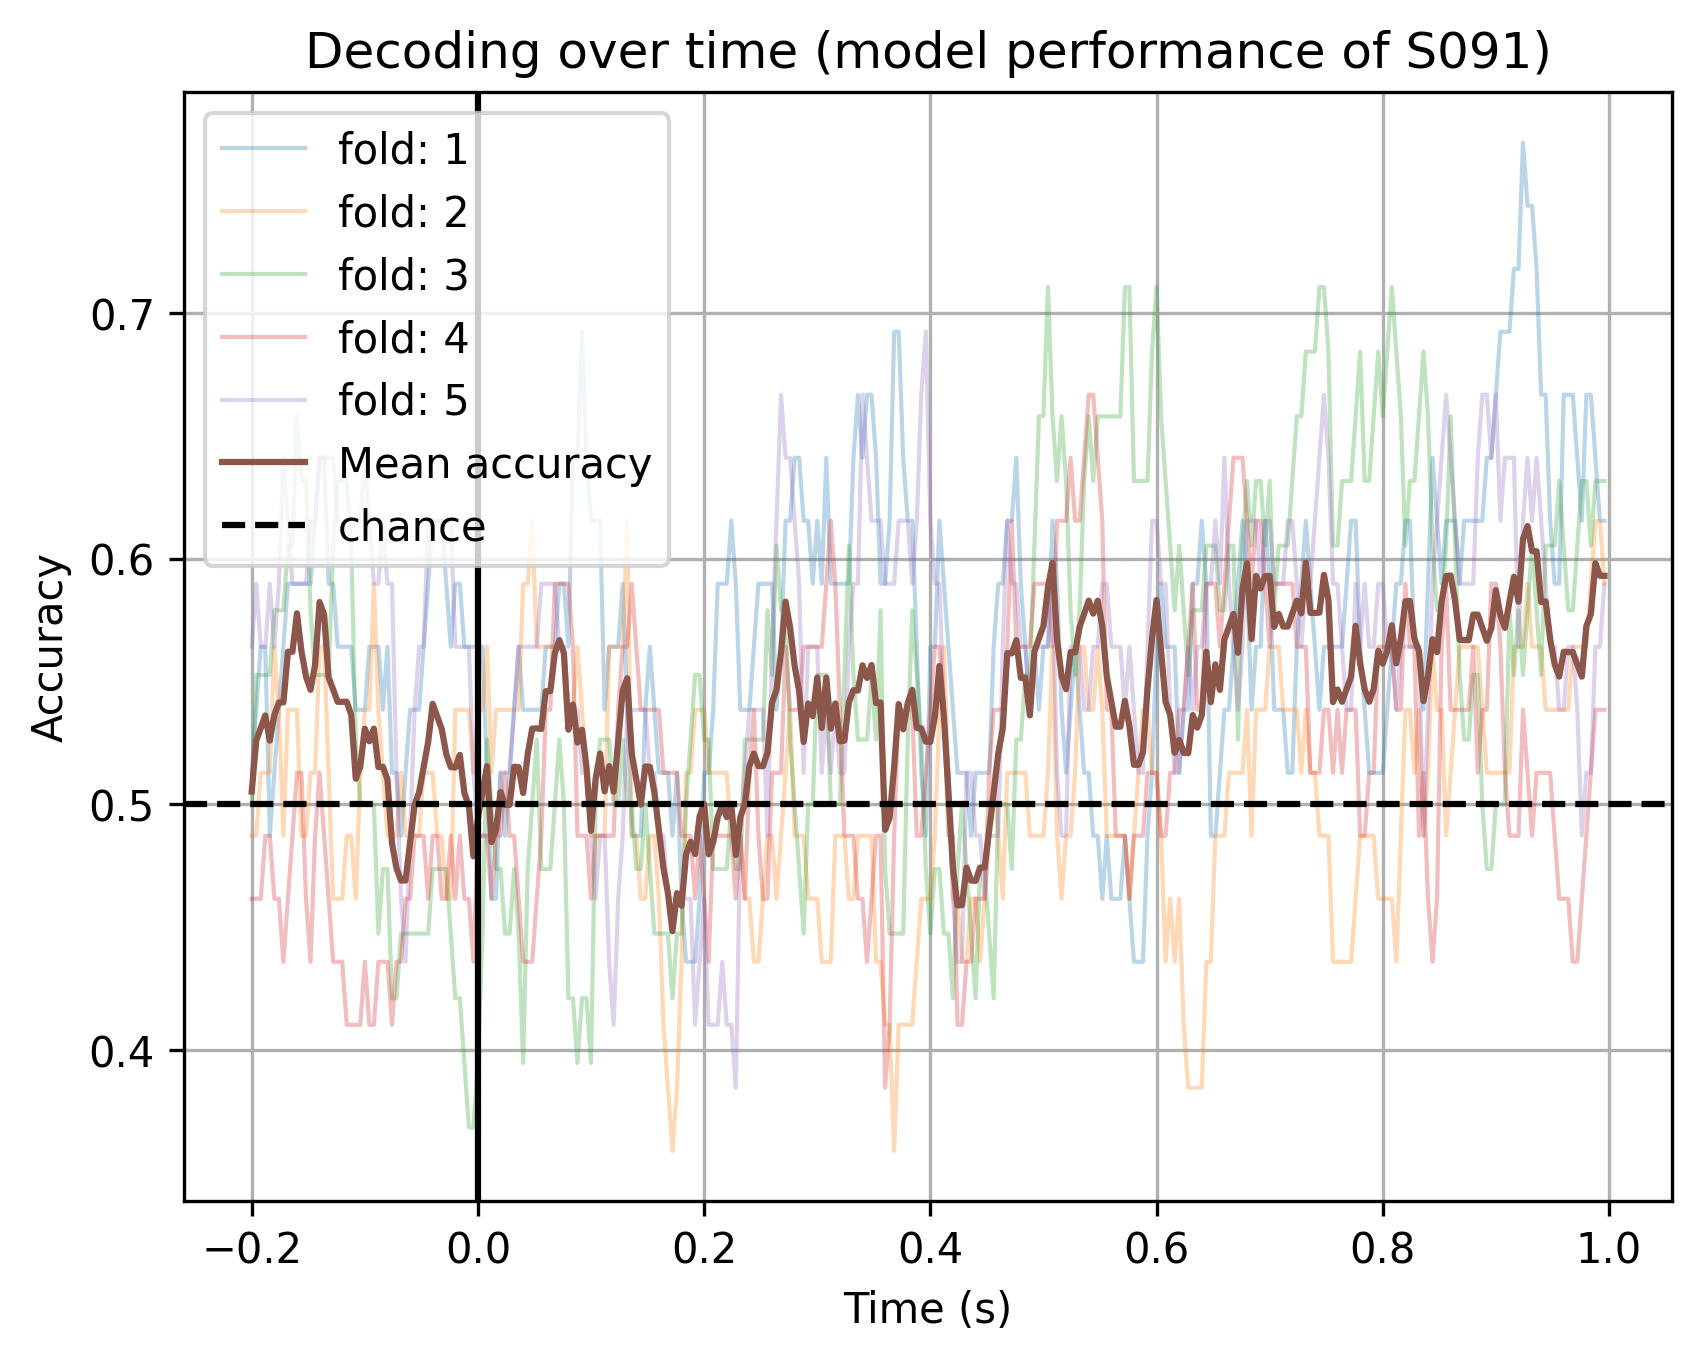 Decoding over time (model performance of S091)
fold: 1
fold: 2
fold: 3
fold: 4
fold: 5
Mean accuracy
chance
Accuracy
0.7
0.6
0.5
0.4
−0.2 0.0 0.2 0.4 0.6 0.8 1.0
Time (s)